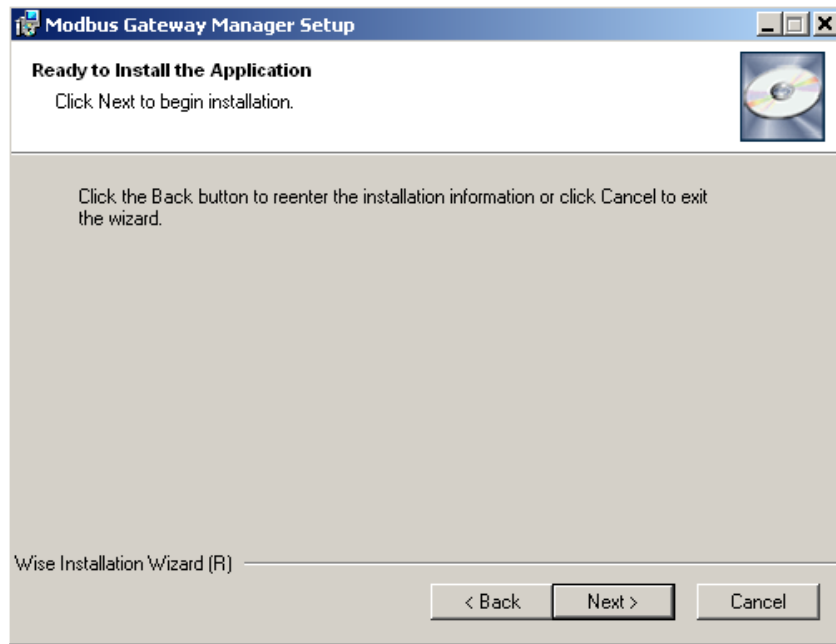 Modbus Gateway Manager Setup
Ready to Install the Application
Click Next to begin installation.
Click the Back button to reenter the installation information or click Cancel to exit
the wizard.
Wise Installation Wizard (R)
< Back Next > Cancel